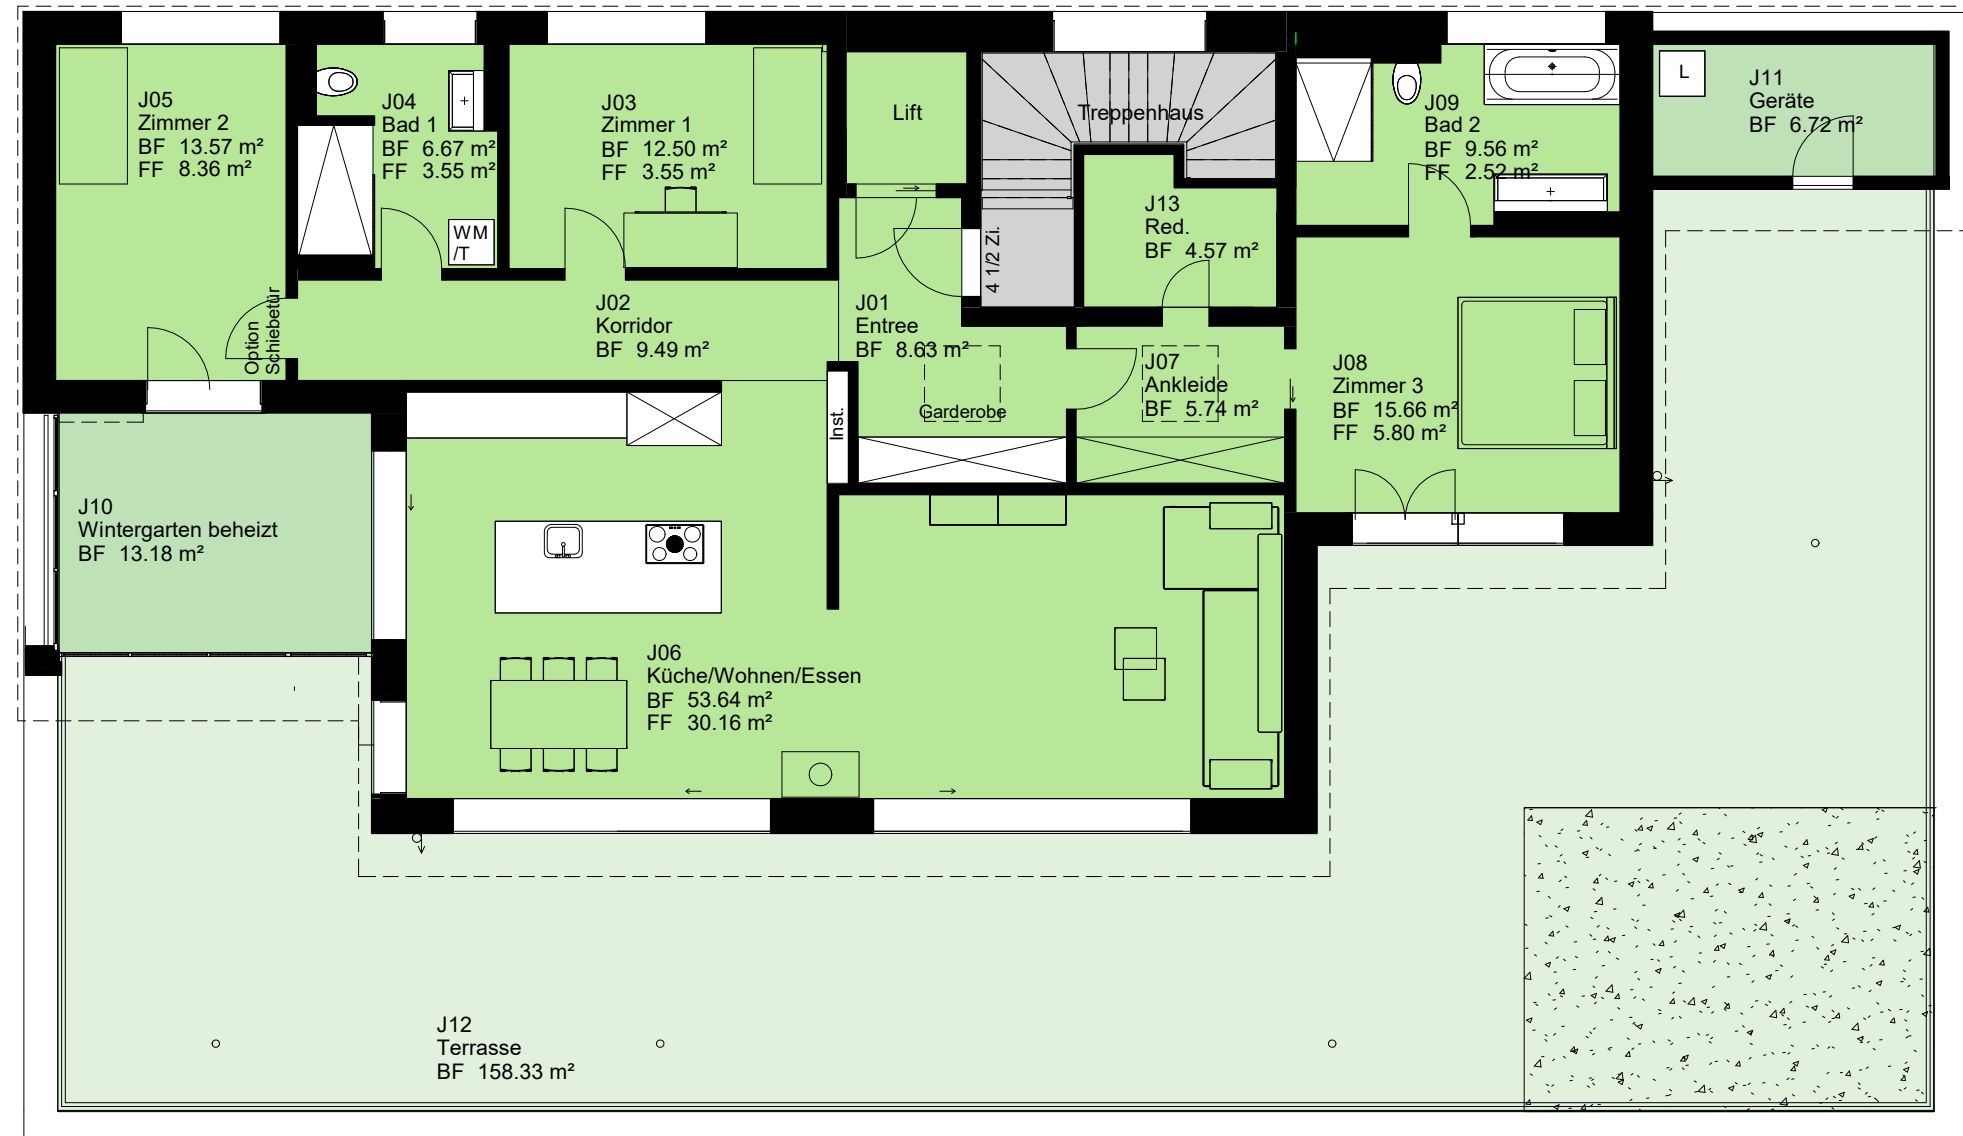 J05
Zimmer 2
BF 13.57 m²
FF 8.36 m²
J04
Bad 1
BF 6.67 m²
FF 3.55 m²
WM
/T
J03
Zimmer 1
BF 12.50 m²
FF 3.55 m²
Lift
Treppenhaus
4 1/2 Zi.
J13
Red.
BF 4.57 m²
J09
Bad 2
BF 9.56 m²
FF 2.52 m²
L
J11
Geräte
BF 6.72 m²
Option
Schiebetür
J02
Korridor
BF 9.49 m²
J01
Entree
BF 8.63 m²
Garderobe
Inst.
J07
Ankleide
BF 5.74 m²
J08
Zimmer 3
BF 15.66 m²
FF 5.80 m²
J10
Wintergarten beheizt
BF 13.18 m²
J06
Küche/Wohnen/Essen
BF 53.64 m²
FF 30.16 m²
J12
Terrasse
BF 158.33 m²